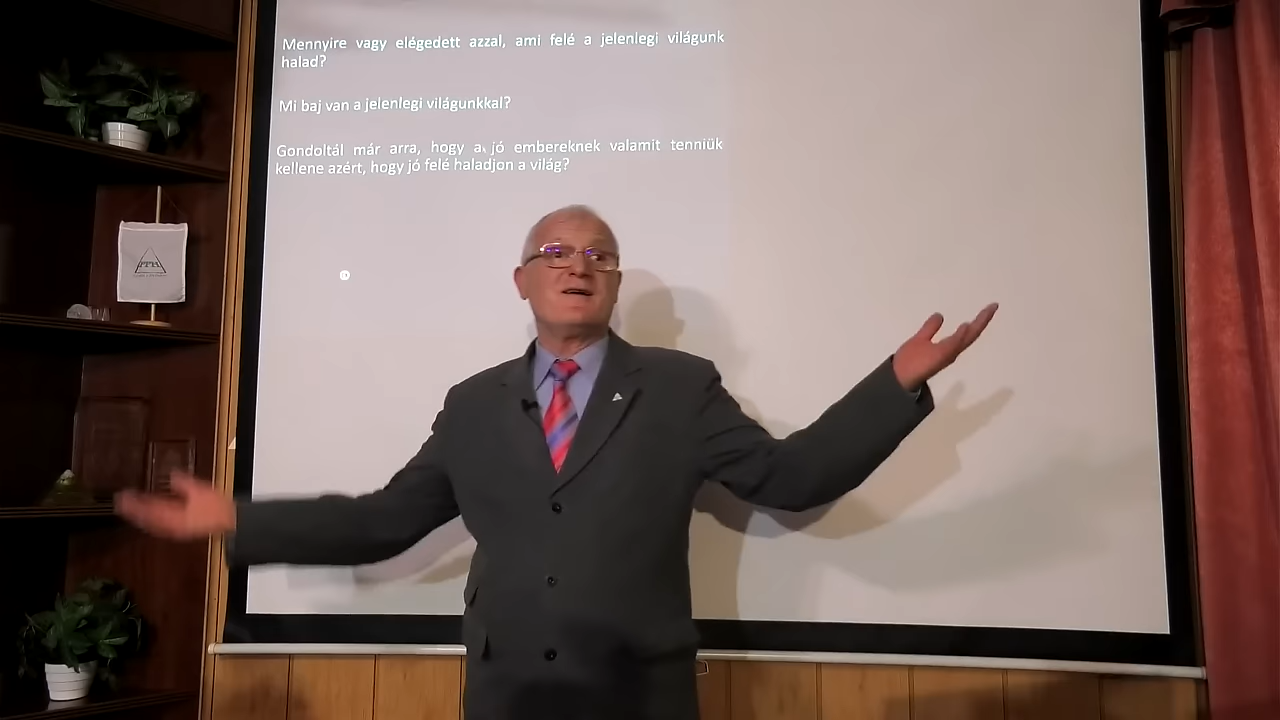 Mennyire vagy elégedett azzal, ami felé a jelenlegi világunk
halad?
Mi baj van a jelenlegi világunkkal?
Gondoltál már arra, hogy a jó embereknek valamit tenniük
kellene azért, hogy jó felé haladjon a világ?